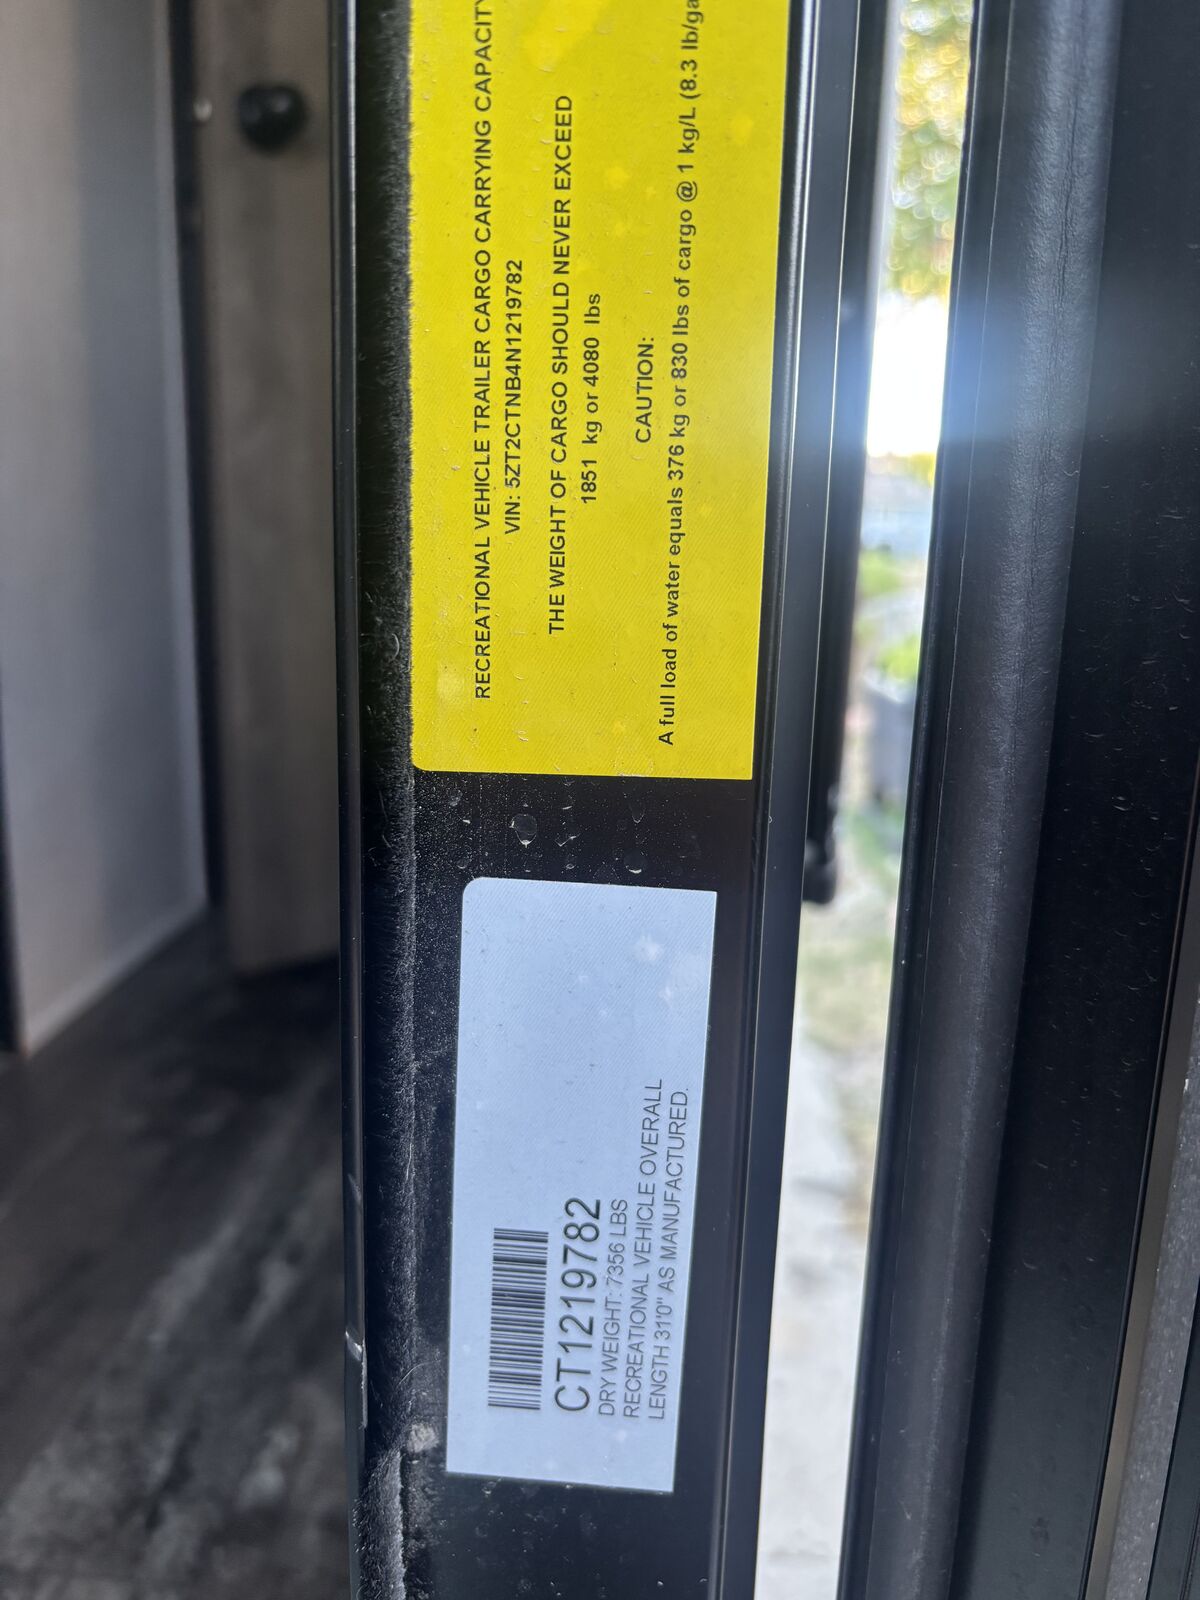 RECREATIONAL VEHICLE TRAILER CARGO CARRYING CAPACITY
VIN: 5ZT2CTNB4N1219782
THE WEIGHT OF CARGO SHOULD NEVER EXCEED
1851 kg or 4080 lbs
CAUTION:
A full load of water equals 376 kg or 830 lbs of cargo @ 1 kg/L (8.3 lb/ga
CT1219782
DRY WEIGHT: 7356 LBS
RECREATIONAL VEHICLE OVERALL
LENGTH 31'0" AS MANUFACTURED.